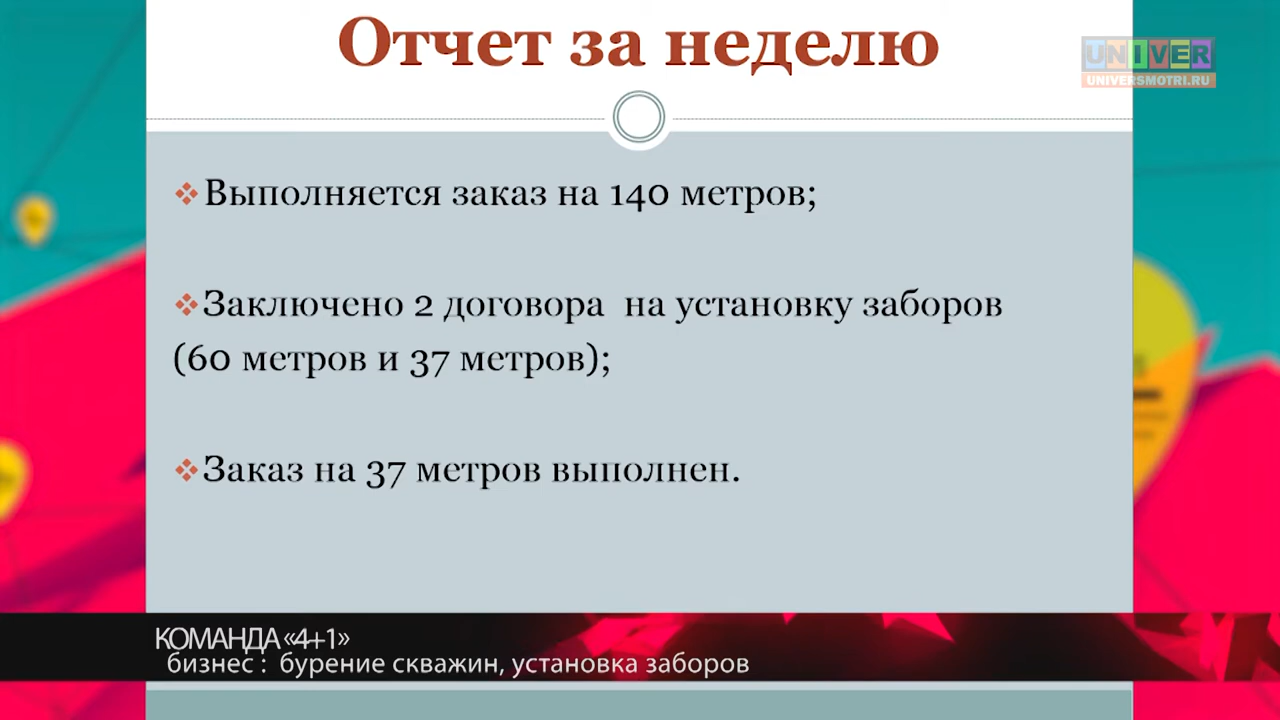 Отчет за неделю
UNIVER
UNIVERSMOTRI.RU
Выполняется заказ на 140 метров;
Заключено 2 договора на установку заборов
(60 метров и 37 метров);
Заказ на 37 метров выполнен.
КОМАНДА «4+1»
бизнес : бурение скважин, установка заборов